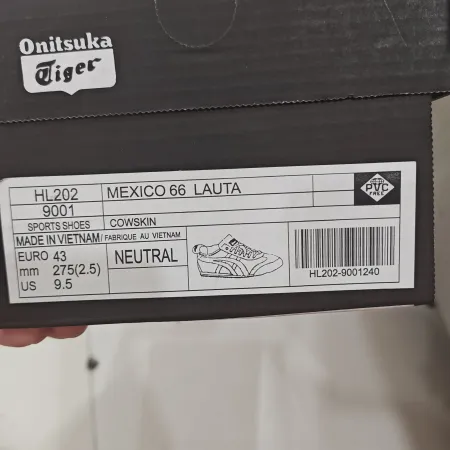 Onitsuka
Tiger
HL202 MEXICO 66 LAUTA
9001
SPORTS SHOES COWSKIN
MADE IN VIETNAM/ FABRIQUE AU VIETNAM
EURO 43
mm 275(2.5) NEUTRAL
US 9.5
PVC
FREE
HL202-9001240